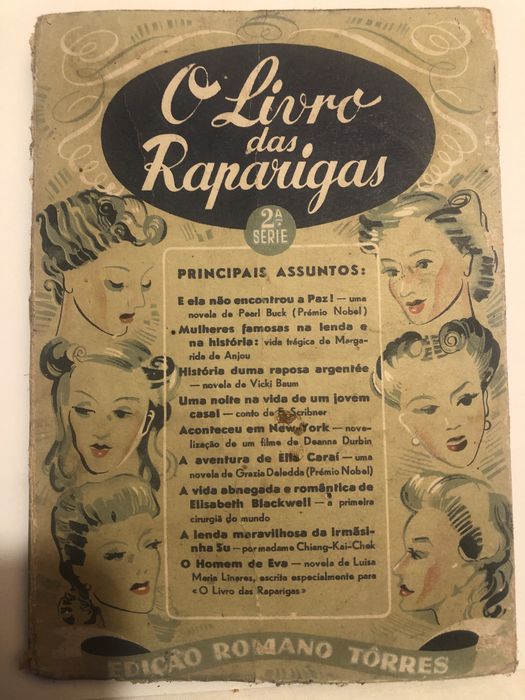 O Livro
das
Raparigas
2.ª
SÉRIE
PRINCIPAIS ASSUNTOS:
E ela não encontrou a Paz! — uma
novela de Pearl Buck (Prémio Nobel)
Mulheres famosas na lenda e
na história: vida trágica de Marga-
rida de Anjou
História duma raposa argentée
— novela de Vicki Baum
Uma noite na vida de um jovem
casal — conto de S. Scribner
Aconteceu em New-York — nove-
lização de um filme de Deanna Durbin
A aventura de Elia Caraí — uma
novela de Grazia Deledda (Prémio Nobel)
A vida abnegada e romântica de
Elisabeth Blackwell — a primeira
cirurgiã do mundo
A lenda maravilhosa da irmãsi-
nha Su — por madame Chiang-Kai-Chek
O Homem de Eva — novela de Luisa
Maria Linares, escrita especialmente para
«O Livro das Raparigas»
EDIÇÃO ROMANO TÔRRES